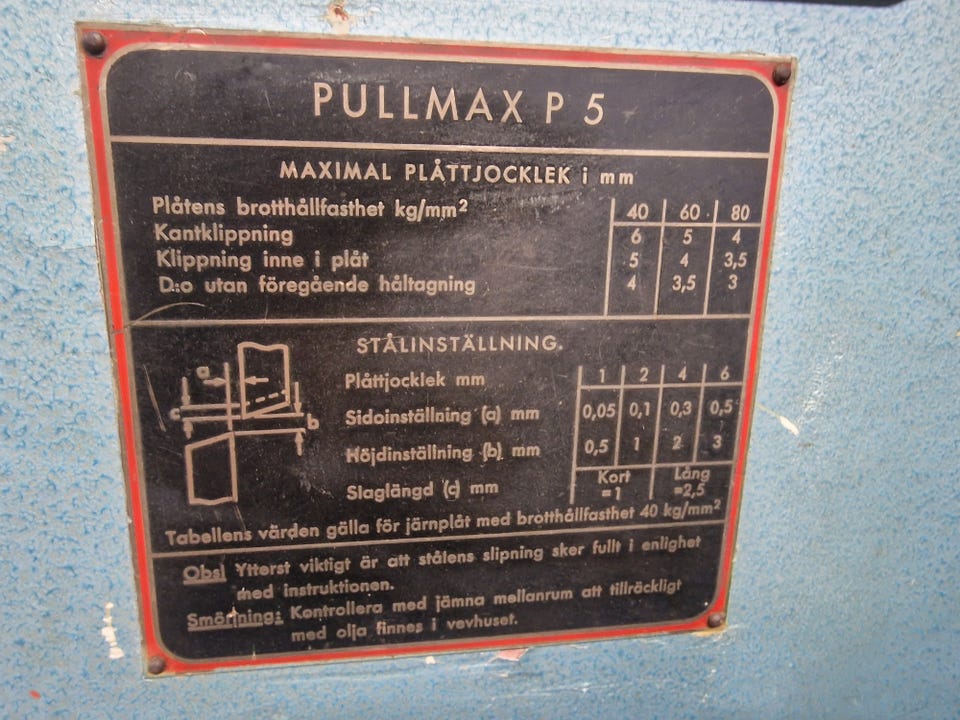 PULLMAX P 5
MAXIMAL PLÅTTJOCKLEK i mm
Plåtens brotthållfasthet kg/mm² 40 60 80
Kantklippning 6 5 4
Klippning inne i plåt 5 4 3,5
D:o utan föregående håltagning 4 3,5 3
STÅLINSTÄLLNING.
Plåttjocklek mm 1 2 4 6
a
Sidoinställning (a) mm 0,05 0,1 0,3 0,5
c
b
Höjdinställning (b) mm 0,5 1 2 3
Slaglängd (c) mm Kort =1 Lång =2,5
Tabellens värden gälla för järnplåt med brotthållfasthet 40 kg/mm²
Obs! Ytterst viktigt är att stålens slipning sker fullt i enlighet
med instruktionen.
Smörjning: Kontrollera med jämna mellanrum att tillräckligt
med olja finnes i vevhuset.